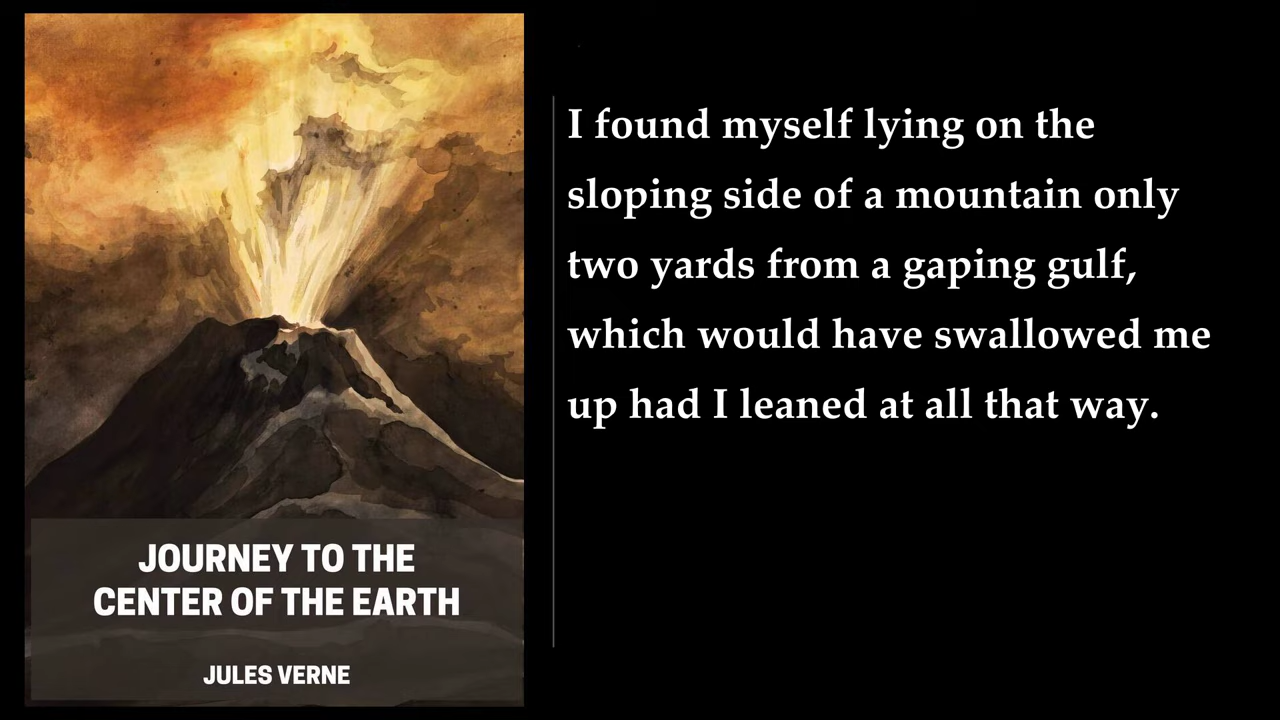 I found myself lying on the
sloping side of a mountain only
two yards from a gaping gulf,
which would have swallowed me
up had I leaned at all that way.
JOURNEY TO THE
CENTER OF THE EARTH
JULES VERNE